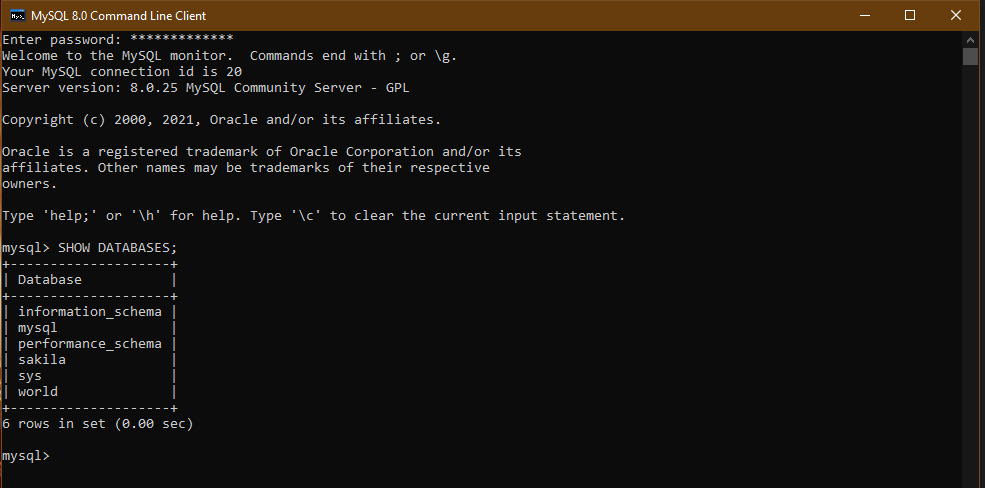 MySQL 8.0 Command Line Client
Enter password: *************
Welcome to the MySQL monitor.  Commands end with ; or \g.
Your MySQL connection id is 20
Server version: 8.0.25 MySQL Community Server - GPL
Copyright (c) 2000, 2021, Oracle and/or its affiliates.
Oracle is a registered trademark of Oracle Corporation and/or its
affiliates. Other names may be trademarks of their respective
owners.
Type 'help;' or '\h' for help. Type '\c' to clear the current input statement.
mysql> SHOW DATABASES;
+--------------------+
| Database           |
+--------------------+
| information_schema |
| mysql              |
| performance_schema |
| sakila             |
| sys                |
| world              |
+--------------------+
6 rows in set (0.00 sec)
mysql>